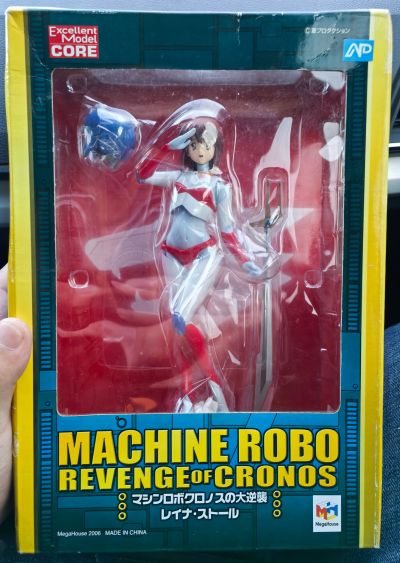 Excellent
Model
CORE
© 葦プロダクション
AP
MACHINE ROBO
REVENGE OF CRONOS
マシンロボクロノスの大逆襲
レイナ・ストール
MegaHouse
MegaHouse 2006 MADE IN CHINA